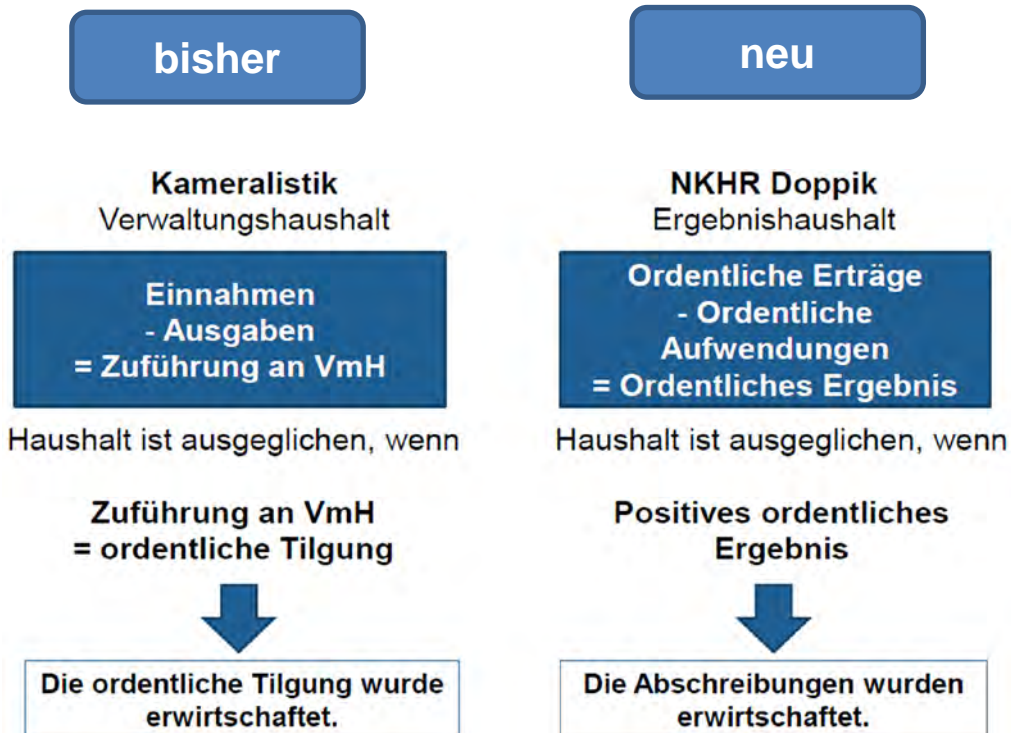 bisher
Kameralistik
Verwaltungshaushalt
Einnahmen
- Ausgaben
= Zuführung an VmH
Haushalt ist ausgeglichen, wenn
Zuführung an VmH
= ordentliche Tilgung
Die ordentliche Tilgung wurde
erwirtschaftet.
neu
NKHR Doppik
Ergebnishaushalt
Ordentliche Erträge
- Ordentliche
Aufwendungen
= Ordentliches Ergebnis
Haushalt ist ausgeglichen, wenn
Positives ordentliches
Ergebnis
Die Abschreibungen wurden
erwirtschaftet.